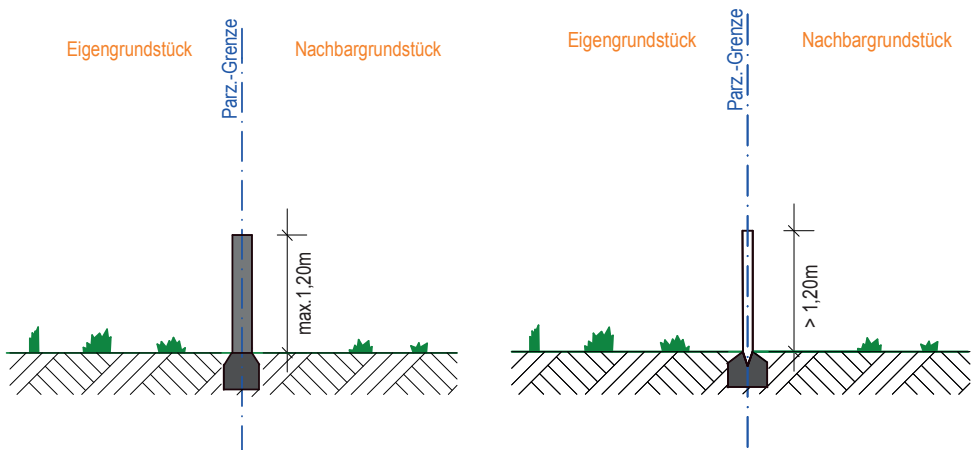 Eigengrundstück
Parz.-Grenze
Nachbargrundstück
max.1,20m
Eigengrundstück
Parz.-Grenze
Nachbargrundstück
> 1,20m